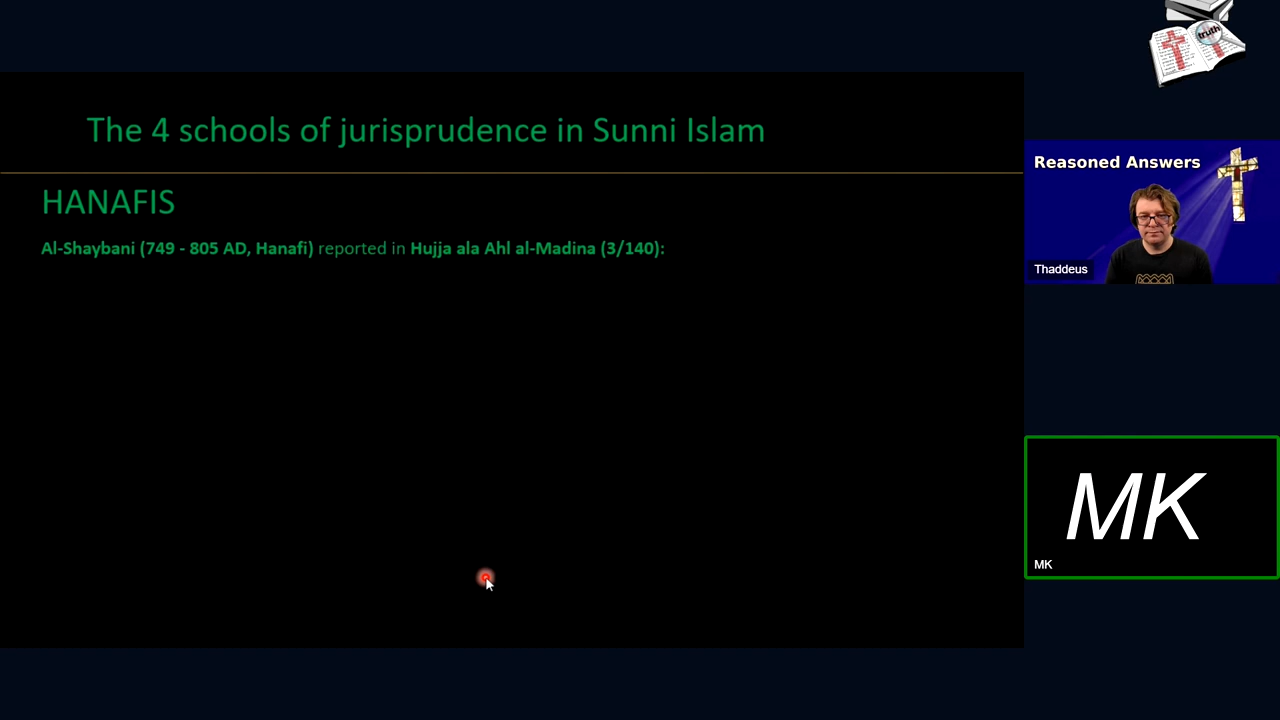 The 4 schools of jurisprudence in Sunni Islam
HANAFIS
Al-Shaybani (749 - 805 AD, Hanafi) reported in Hujja ala Ahl al-Madina (3/140):
truth
Reasoned Answers
Thaddeus
MK
MK